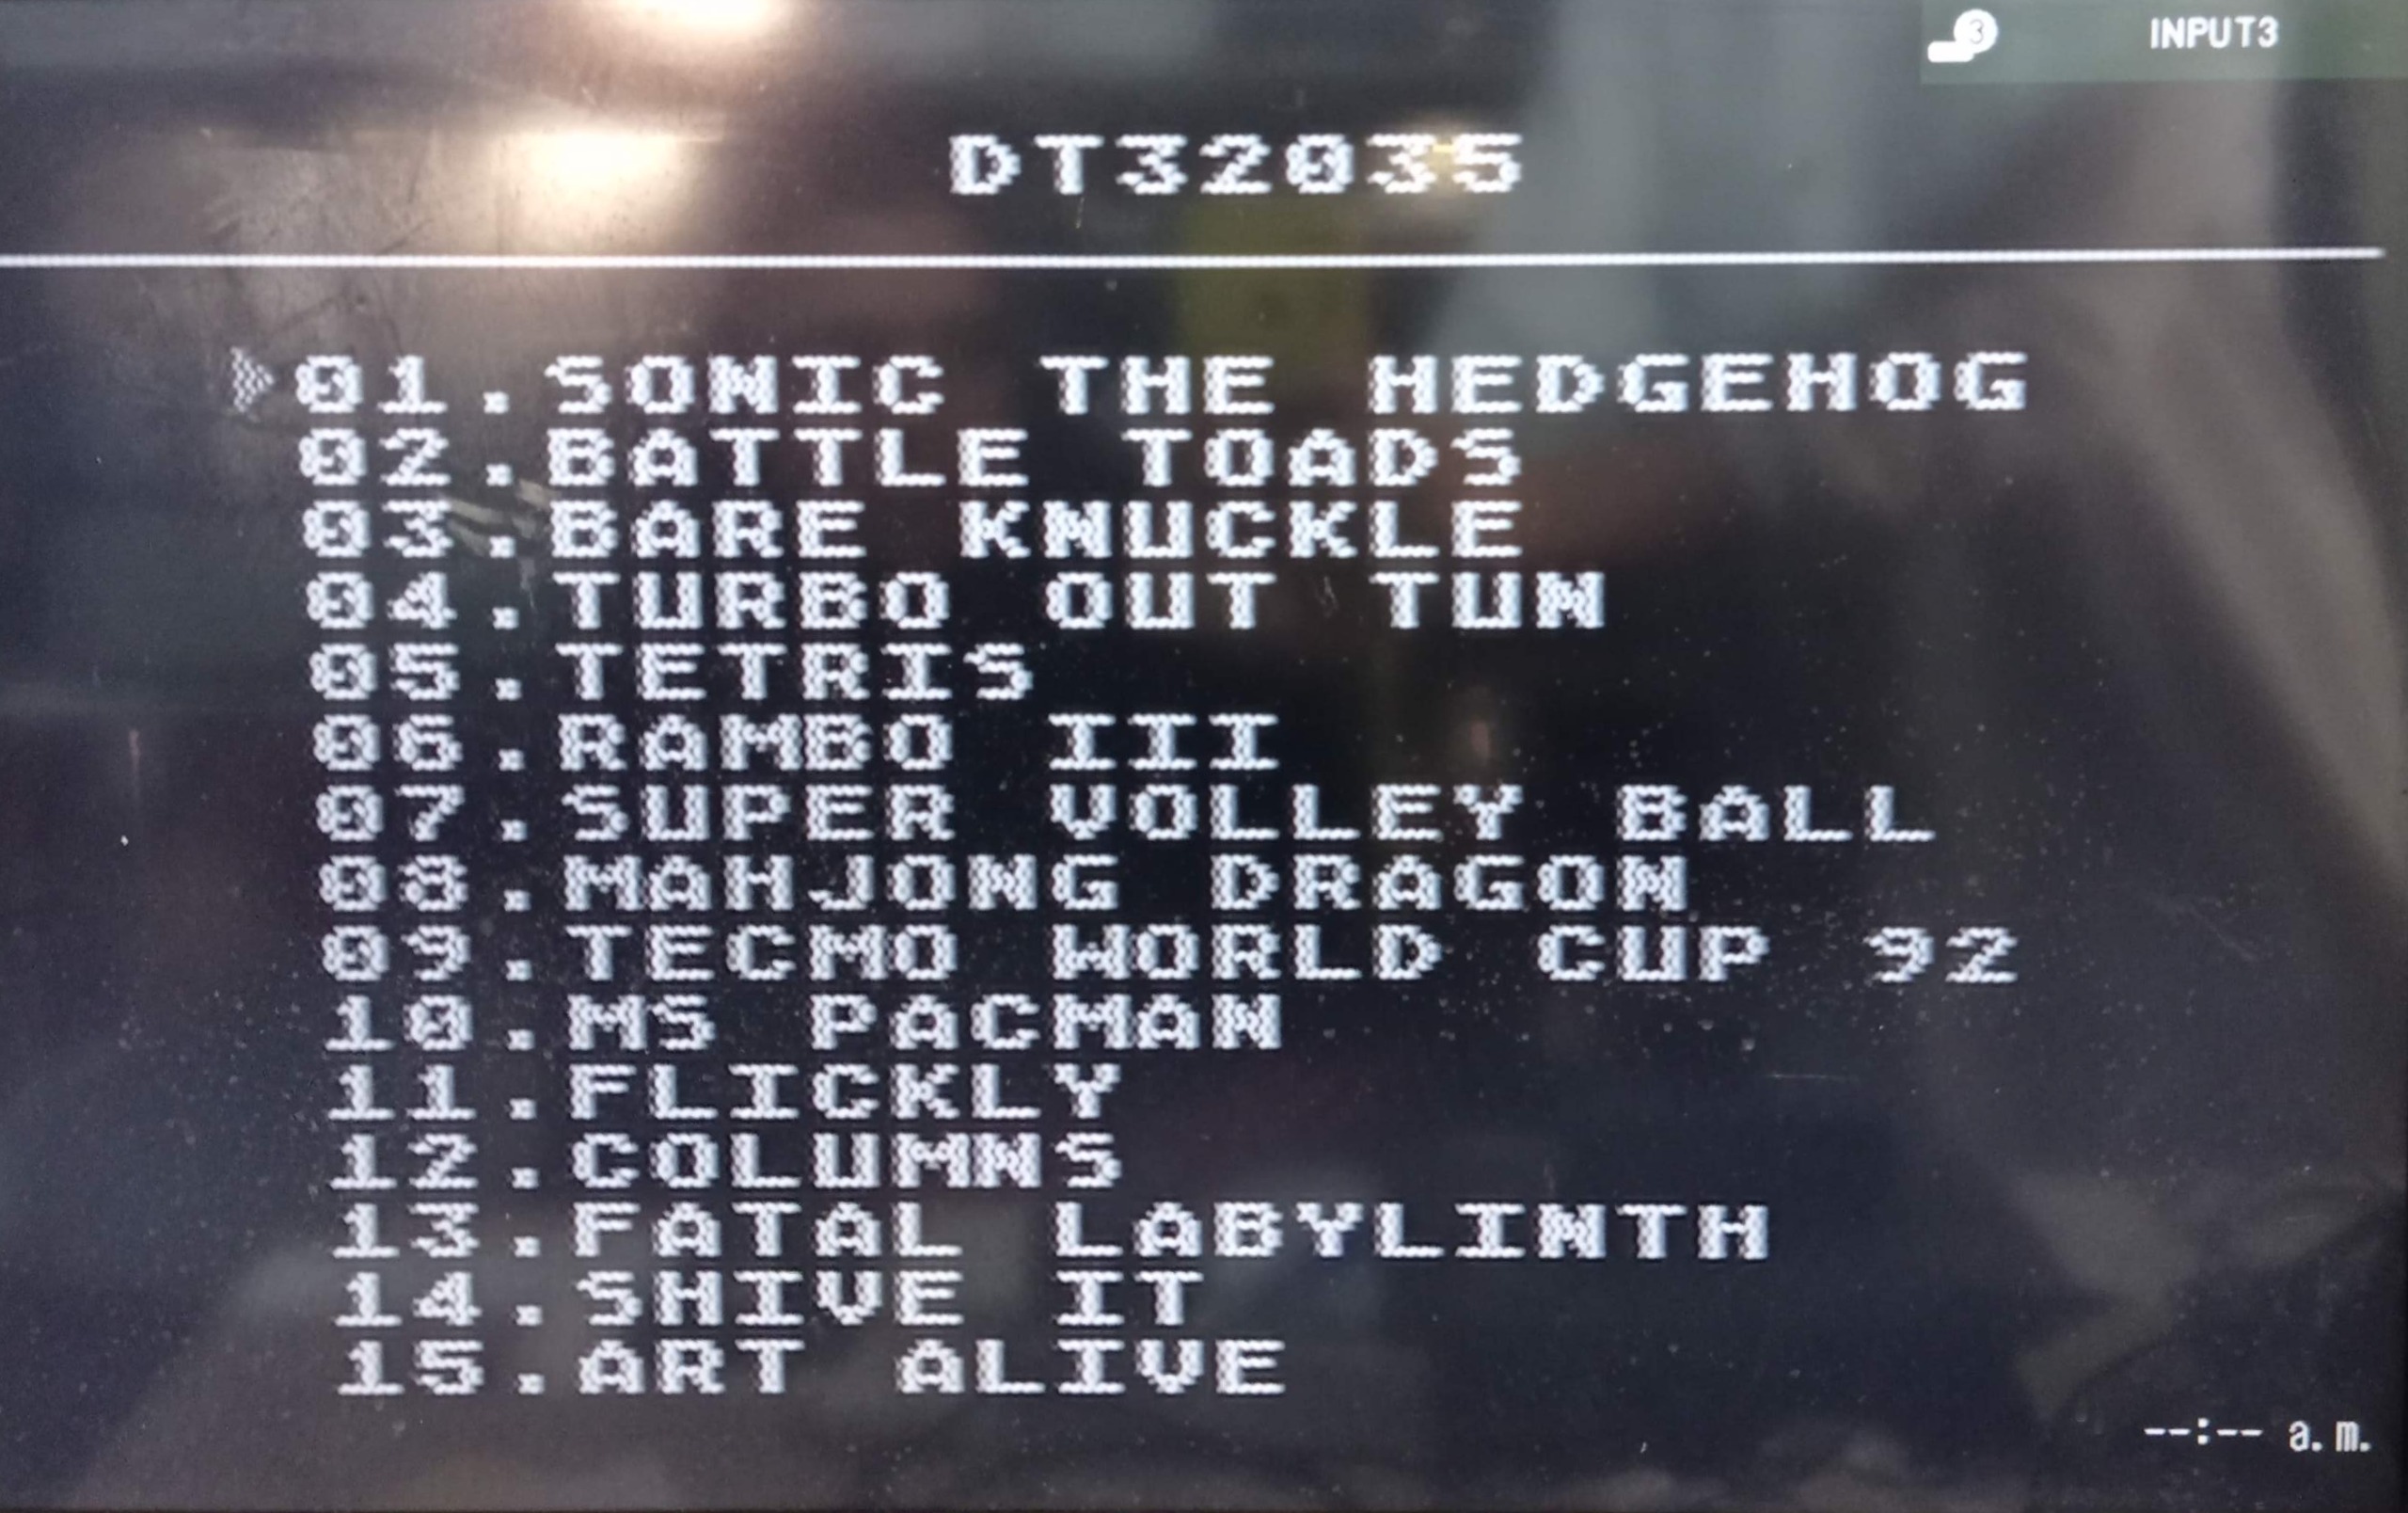 3 INPUT3
DT32035
01.SONIC THE HEDGEHOG
02.BATTLE TOADS
03.BARE KNUCKLE
04.TURBO OUT TUN
05.TETRIS
06.RAMBO III
07.SUPER VOLLEY BALL
08.MAHJONG DRAGON
09.TECMO WORLD CUP 92
10.MS PACMAN
11.FLICKLY
12.COLUMNS
13.FATAL LABYLINTH
14.SHIVE IT
15.ART ALIVE
--:-- a.m.